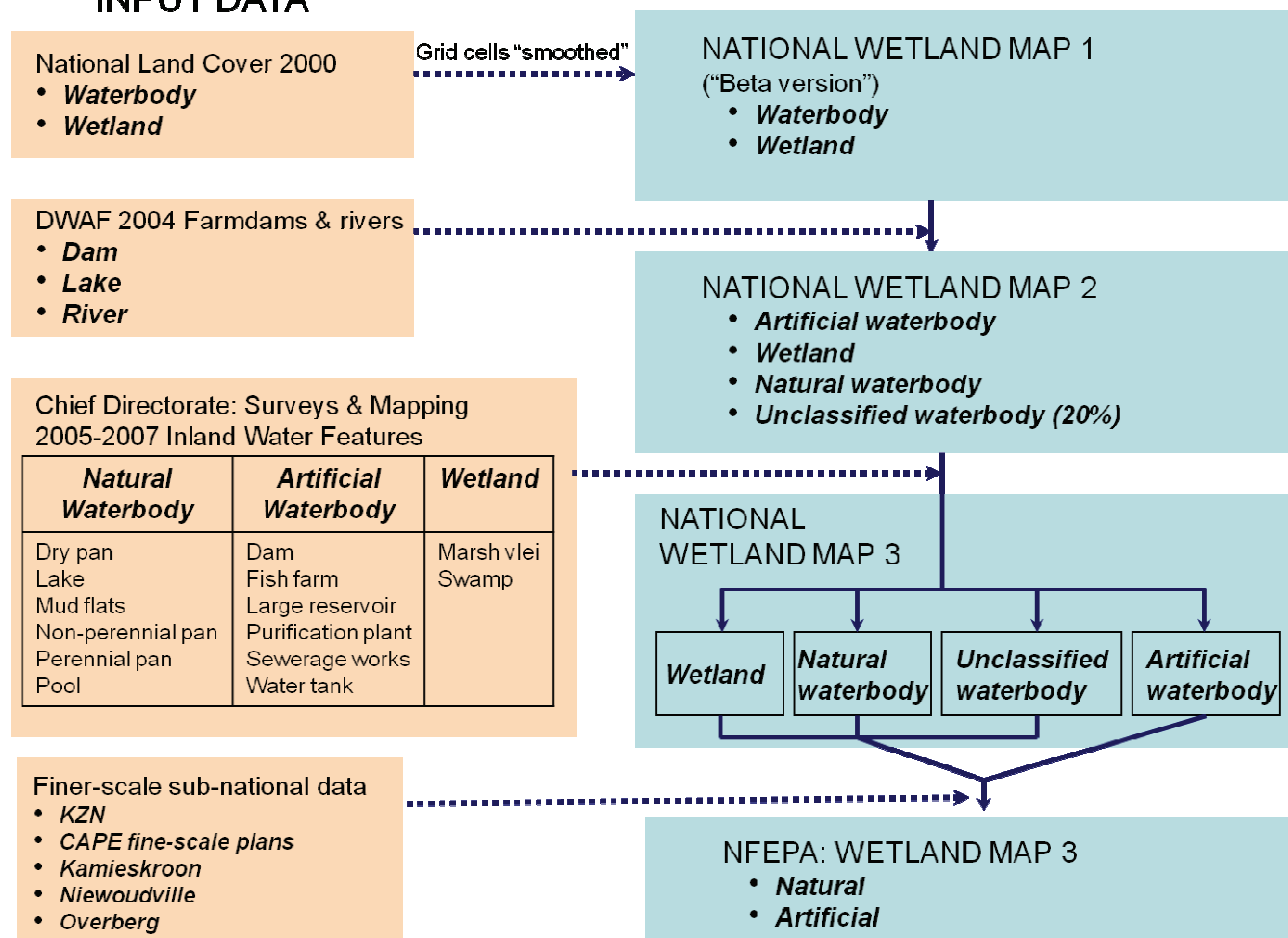 INPUT DATA
National Land Cover 2000
• Waterbody
• Wetland
Grid cells “smoothed”
NATIONAL WETLAND MAP 1
(“Beta version”)
• Waterbody
• Wetland
DWAF 2004 Farmdams & rivers
• Dam
• Lake
• River
NATIONAL WETLAND MAP 2
• Artificial waterbody
• Wetland
• Natural waterbody
• Unclassified waterbody (20%)
Chief Directorate: Surveys & Mapping
2005-2007 Inland Water Features
Natural Waterbody
Artificial Waterbody
Wetland
Dry pan
Lake
Mud flats
Non-perennial pan
Perennial pan
Pool
Dam
Fish farm
Large reservoir
Purification plant
Sewerage works
Water tank
Marsh vlei
Swamp
NATIONAL
WETLAND MAP 3
Wetland
Natural
waterbody
Unclassified
waterbody
Artificial
waterbody
Finer-scale sub-national data
• KZN
• CAPE fine-scale plans
• Kamieskroon
• Niewoudville
• Overberg
NFEPA: WETLAND MAP 3
• Natural
• Artificial